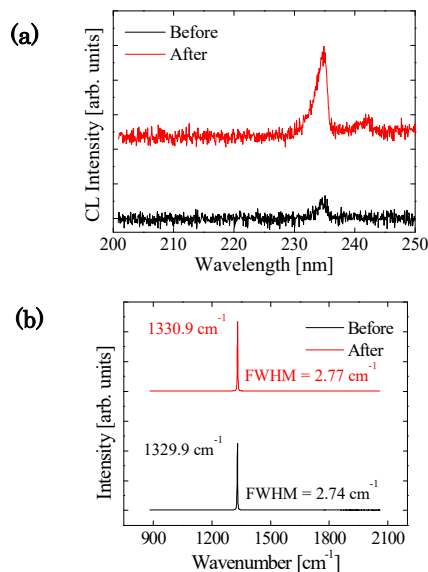 (a)
Before
After
CL Intensity [arb. units]
200 210 220 230 240 250
Wavelength [nm]
(b)
Before
After
1330.9 cm⁻¹
FWHM = 2.77 cm⁻¹
1329.9 cm⁻¹
FWHM = 2.74 cm⁻¹
Intensity [arb. units]
900 1200 1500 1800 2100
Wavenumber [cm⁻¹]